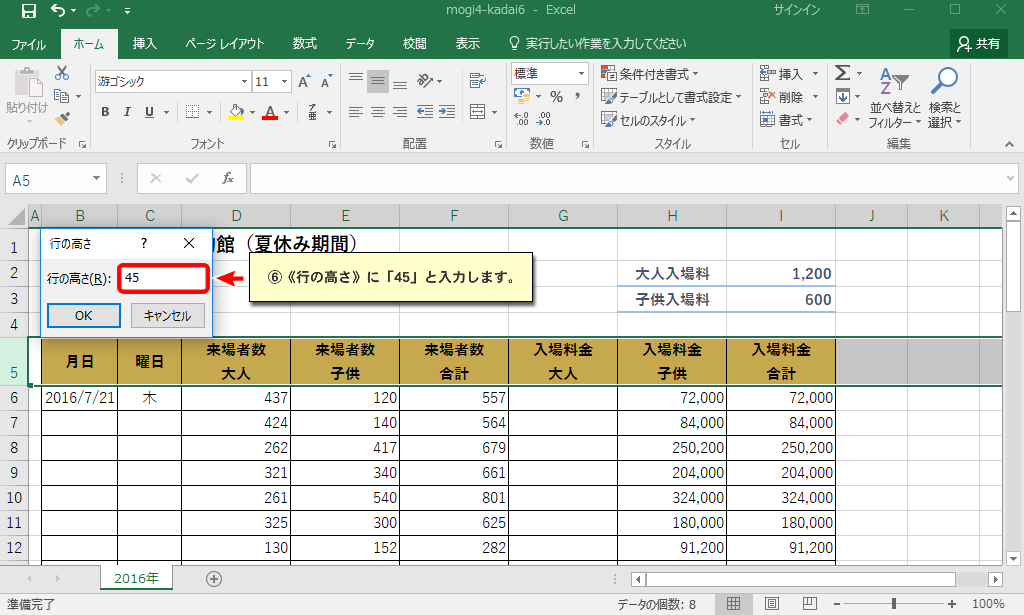 mogi4-kadai6 - Excel サインイン
ファイル ホーム 挿入 ページ レイアウト 数式 データ 校閲 表示 実行したい作業を入力してください 共有
貼り付け 游ゴシック 11 A A 標準 条件付き書式 挿入 Σ A Z
B I U A % , テーブルとして書式設定 削除 並べ替えと 検索と
セルのスタイル 書式 フィルター 選択
クリップボード フォント 配置 数値 スタイル セル 編集
A5 fx
A B C D E F G H I J K
行の高さ ? ×
1 物館（夏休み期間）
行の高さ(R): 45
⑥《行の高さ》に「45」と入力します。
OK キャンセル
2 大人入場料 1,200
3 子供入場料 600
4
5 月日 曜日 来場者数 来場者数 来場者数 入場料金 入場料金 入場料金
大人 子供 合計 大人 子供 合計
6 2016/7/21 木 437 120 557 72,000 72,000
7 424 140 564 84,000 84,000
8 262 417 679 250,200 250,200
9 321 340 661 204,000 204,000
10 261 540 801 324,000 324,000
11 325 300 625 180,000 180,000
12 130 152 282 91,200 91,200
2016年
準備完了 データの個数: 8 100%